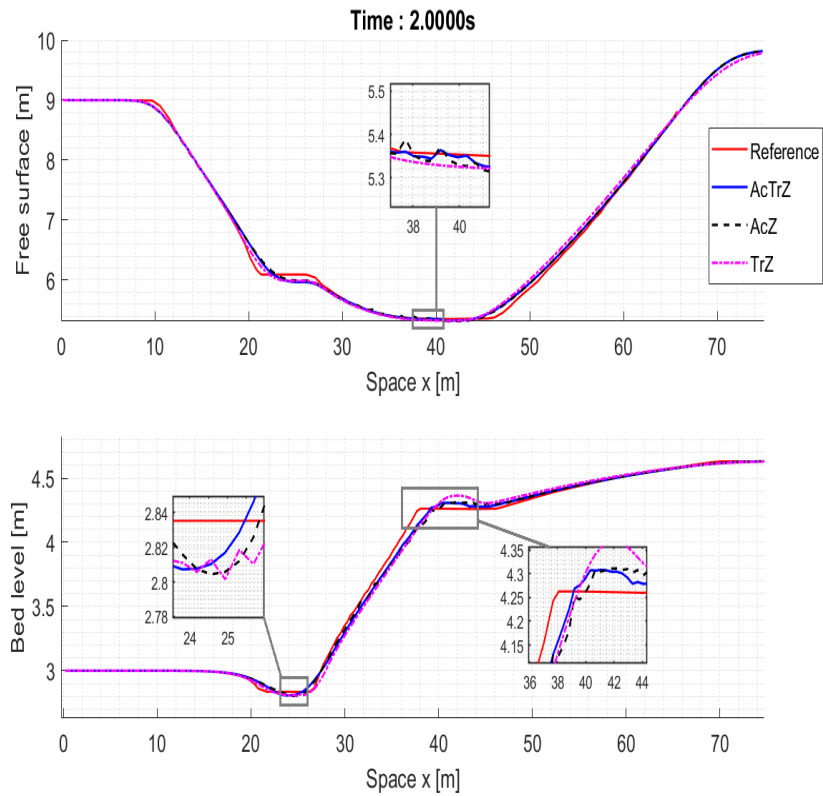 Time : 2.0000s
Free surface [m]
10
9
8
7
6
5.5
5.4
5.3
38 40
Reference
AcTrZ
AcZ
TrZ
0 10 20 30 40 50 60 70
Space x [m]
Bed level [m]
4.5
4
3.5
3
2.84
2.82
2.8
2.78
24 25
4.35
4.3
4.25
4.2
4.15
36 38 40 42 44
0 10 20 30 40 50 60 70
Space x [m]